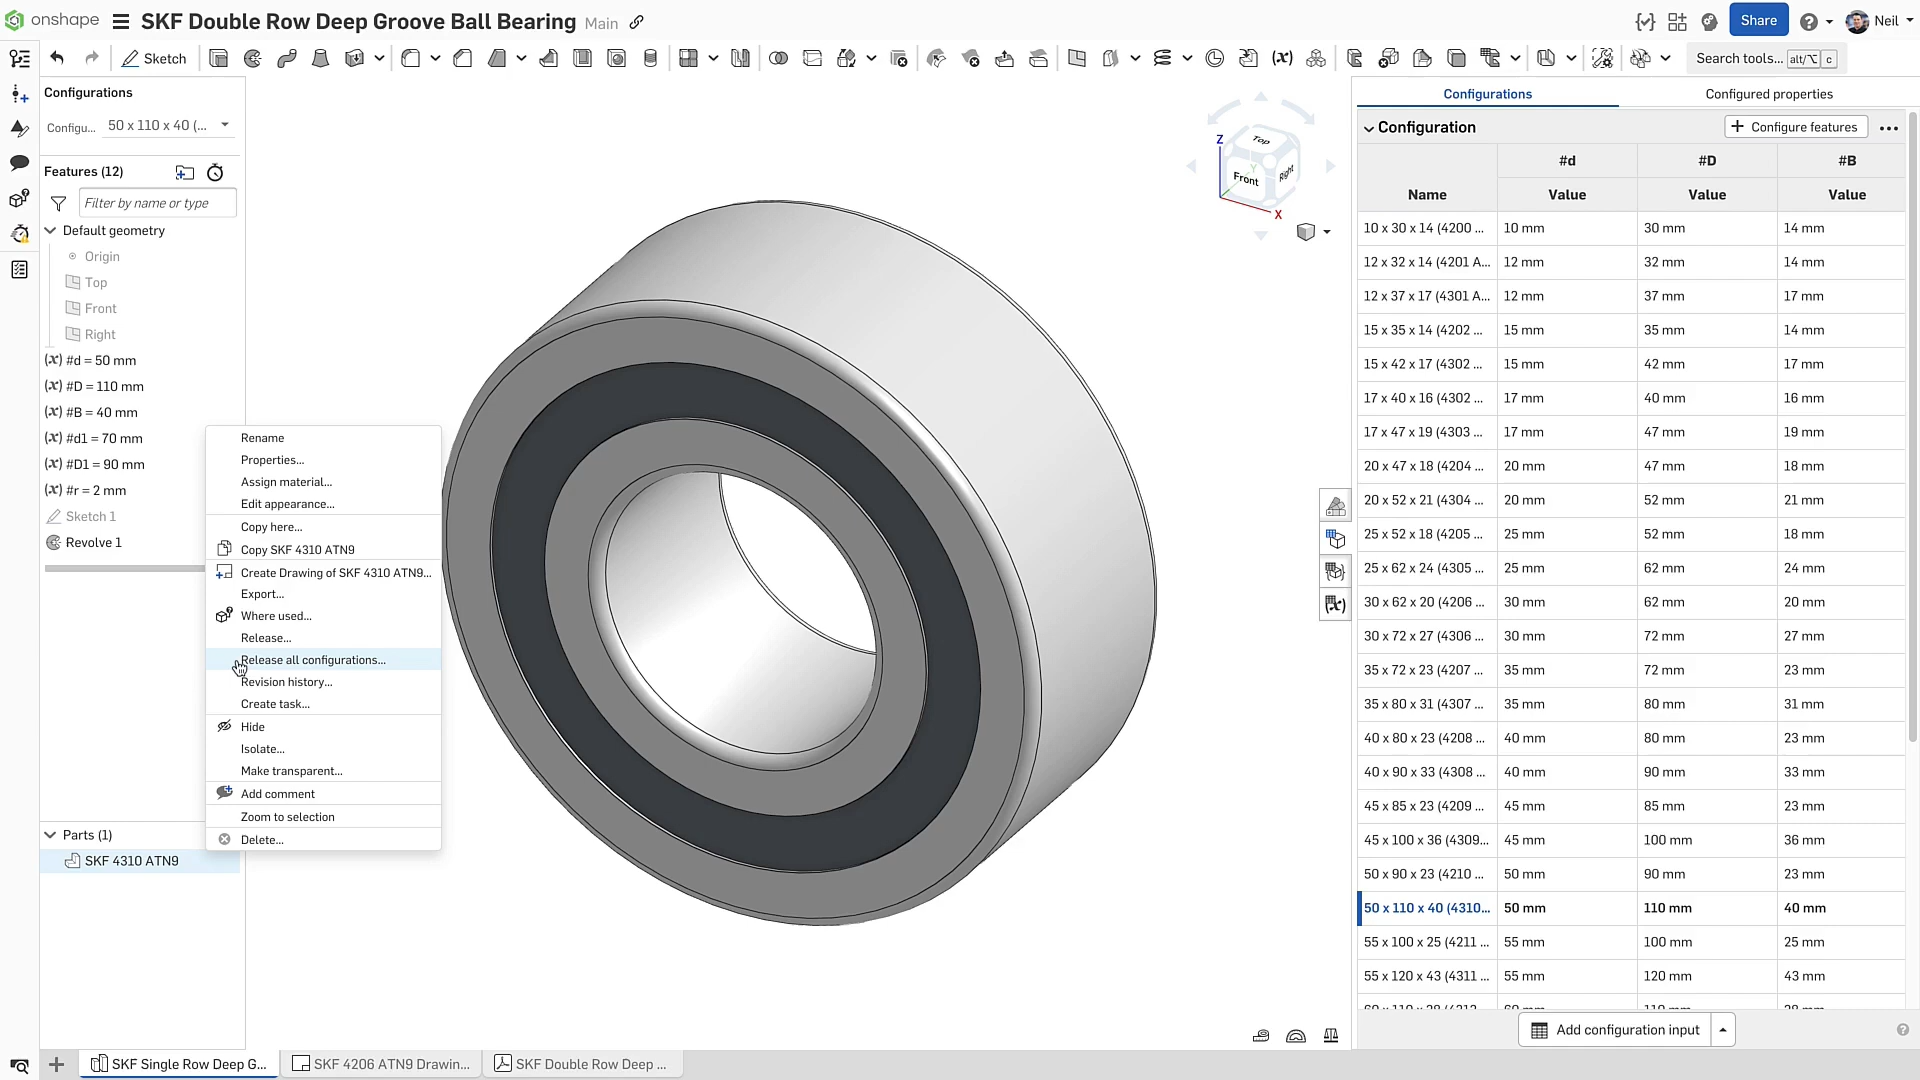 onshape SKF Double Row Deep Groove Ball Bearing Main Share Neil
Sketch Search tools... alt/⌥ c
Configurations
Configu... 50 x 110 x 40 (...
Features (12)
Filter by name or type
Default geometry
Origin
Top
Front
Right
(x) #d = 50 mm
(x) #D = 110 mm
(x) #B = 40 mm
(x) #d1 = 70 mm
(x) #D1 = 90 mm
(x) #r = 2 mm
Sketch 1
Revolve 1
Parts (1)
SKF 4310 ATN9
Rename
Properties...
Assign material...
Edit appearance...
Copy here...
Copy SKF 4310 ATN9
Create Drawing of SKF 4310 ATN9...
Export...
Where used...
Release...
Release all configurations...
Revision history...
Create task...
Hide
Isolate...
Make transparent...
Add comment
Zoom to selection
Delete...
Z
Top
Y
Front
Right
X
Configurations Configured properties
Configuration Configure features
#d #D #B
Name Value Value Value
10 x 30 x 14 (4200 ... 10 mm 30 mm 14 mm
12 x 32 x 14 (4201 A... 12 mm 32 mm 14 mm
12 x 37 x 17 (4301 A... 12 mm 37 mm 17 mm
15 x 35 x 14 (4202 ... 15 mm 35 mm 14 mm
15 x 42 x 17 (4302 ... 15 mm 42 mm 17 mm
17 x 40 x 16 (4302 ... 17 mm 40 mm 16 mm
17 x 47 x 19 (4303 ... 17 mm 47 mm 19 mm
20 x 47 x 18 (4204 ... 20 mm 47 mm 18 mm
20 x 52 x 21 (4304 ... 20 mm 52 mm 21 mm
25 x 52 x 18 (4205 ... 25 mm 52 mm 18 mm
25 x 62 x 24 (4305 ... 25 mm 62 mm 24 mm
30 x 62 x 20 (4206 ... 30 mm 62 mm 20 mm
30 x 72 x 27 (4306 ... 30 mm 72 mm 27 mm
35 x 72 x 23 (4207 ... 35 mm 72 mm 23 mm
35 x 80 x 31 (4307 ... 35 mm 80 mm 31 mm
40 x 80 x 23 (4208 ... 40 mm 80 mm 23 mm
40 x 90 x 33 (4308 ... 40 mm 90 mm 33 mm
45 x 85 x 23 (4209 ... 45 mm 85 mm 23 mm
45 x 100 x 36 (4309... 45 mm 100 mm 36 mm
50 x 90 x 23 (4210 ... 50 mm 90 mm 23 mm
50 x 110 x 40 (4310... 50 mm 110 mm 40 mm
55 x 100 x 25 (4211 ... 55 mm 100 mm 25 mm
55 x 120 x 43 (4311 ... 55 mm 120 mm 43 mm
Add configuration input
SKF Single Row Deep G... SKF 4206 ATN9 Drawin... SKF Double Row Deep ...